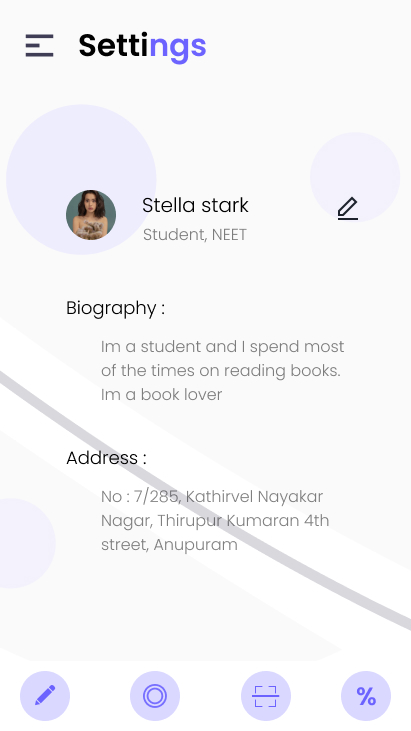 Settings
Stella stark
Student, NEET
Biography :
Im a student and I spend most
of the times on reading books.
Im a book lover
Address :
No : 7/285, Kathirvel Nayakar
Nagar, Thirupur Kumaran 4th
street, Anupuram
%